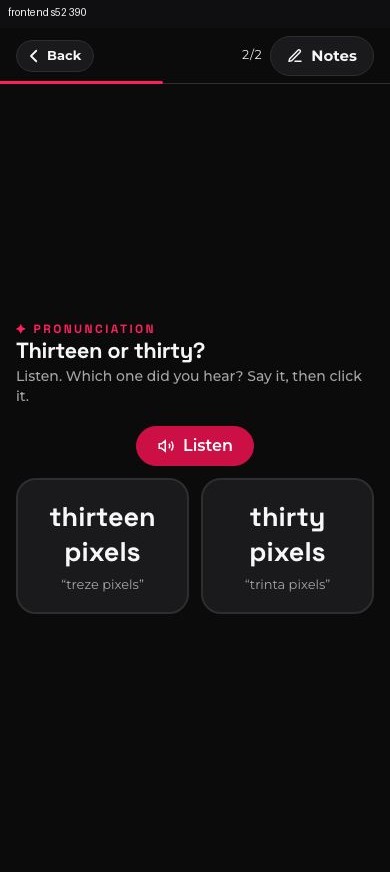 frontend s52 390
Back
2/2
Notes
PRONUNCIATION
Thirteen or thirty?
Listen. Which one did you hear? Say it, then click
it.
Listen
thirteen
pixels
“treze pixels”
thirty
pixels
“trinta pixels”